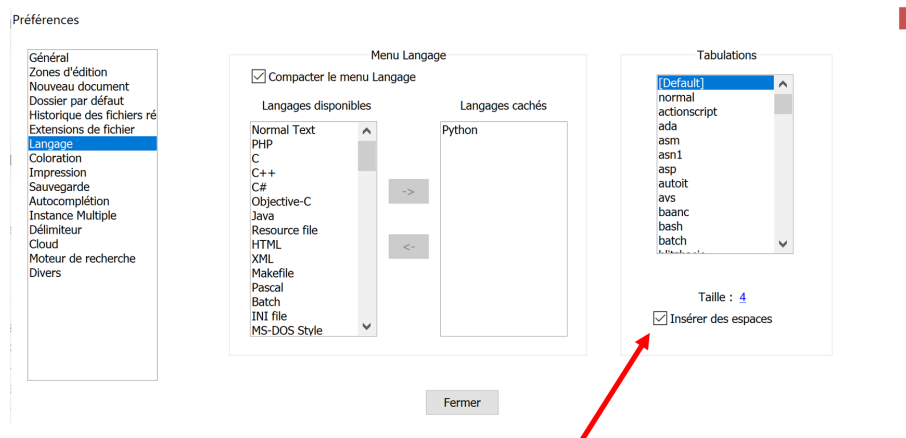 Préférences
Général
Zones d'édition
Nouveau document
Dossier par défaut
Historique des fichiers ré
Extensions de fichier
Langage
Coloration
Impression
Sauvegarde
Autocomplétion
Instance Multiple
Délimiteur
Cloud
Moteur de recherche
Divers
Menu Langage
Compacter le menu Langage
Langages disponibles
Normal Text
PHP
C
C++
C#
Objective-C
Java
Resource file
HTML
XML
Makefile
Pascal
Batch
INI file
MS-DOS Style
->
<-
Langages cachés
Python
Tabulations
[Default]
normal
actionscript
ada
asm
asn1
asp
autoit
avs
baanc
bash
batch
Taille : 4
Insérer des espaces
Fermer